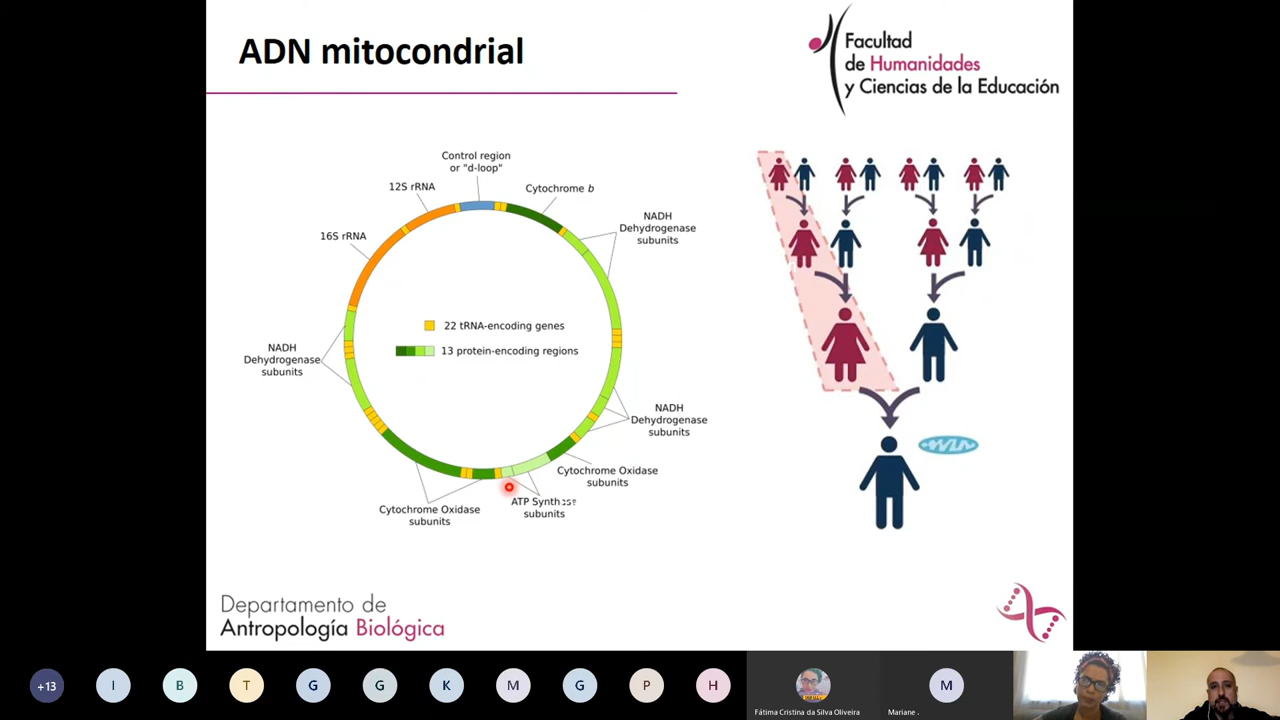 ADN mitocondrial
Facultad
de Humanidades
y Ciencias de la Educación
Control region
or "d-loop"
12S rRNA
Cytochrome b
16S rRNA
NADH
Dehydrogenase
subunits
22 tRNA-encoding genes
13 protein-encoding regions
NADH
Dehydrogenase
subunits
NADH
Dehydrogenase
subunits
Cytochrome Oxidase
subunits
ATP Synthase
subunits
Cytochrome Oxidase
subunits
Departamento de
Antropología Biológica
+13
I
B
T
G
G
K
M
G
P
H
M
Fátima Cristina da Silva Oliveira
Mariane .